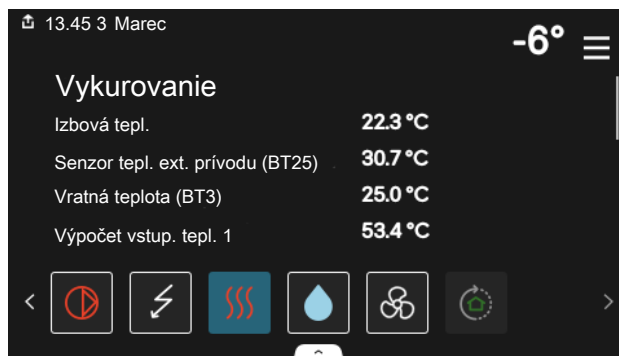 13.45 3 Marec
-6°
Vykurovanie
Izbová tepl. 22.3 °C
Senzor tepl. ext. prívodu (BT25) 30.7 °C
Vratná teplota (BT3) 25.0 °C
Výpočet vstup. tepl. 1 53.4 °C